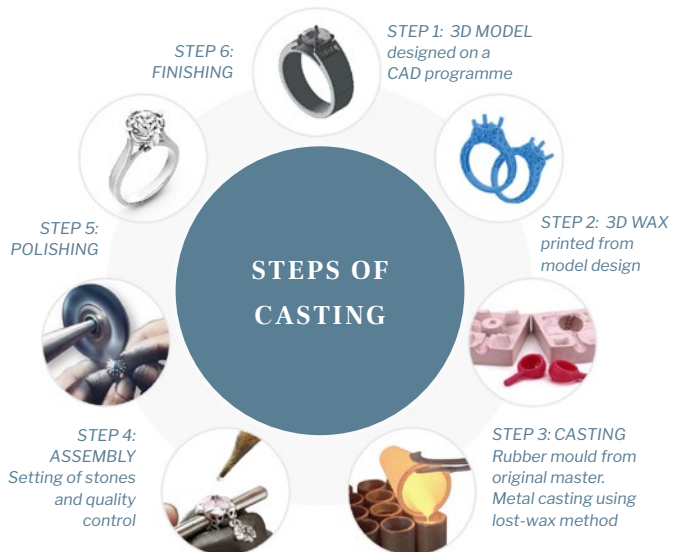 STEP 1: 3D MODEL
designed on a
CAD programme
STEP 2: 3D WAX
printed from
model design
STEP 3: CASTING
Rubber mould from
original master.
Metal casting using
lost-wax method
STEP 4:
ASSEMBLY
Setting of stones
and quality
control
STEP 5:
POLISHING
STEP 6:
FINISHING
STEPS OF
CASTING